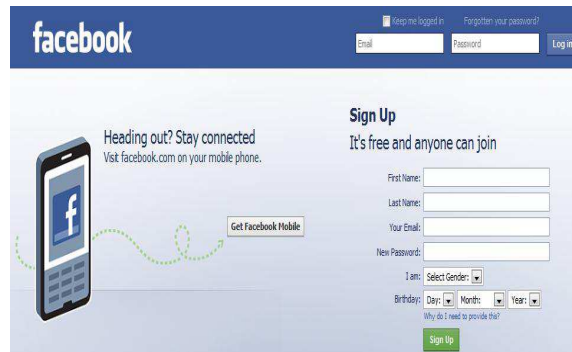 facebook
Keep me logged in Forgotten your password?
Email Password Log in
Heading out? Stay connected
Visit facebook.com on your mobile phone.
f
Get Facebook Mobile
Sign Up
It's free and anyone can join
First Name:
Last Name:
Your Email:
New Password:
I am: Select Gender:
Birthday: Day: Month: Year:
Why do I need to provide this?
Sign Up